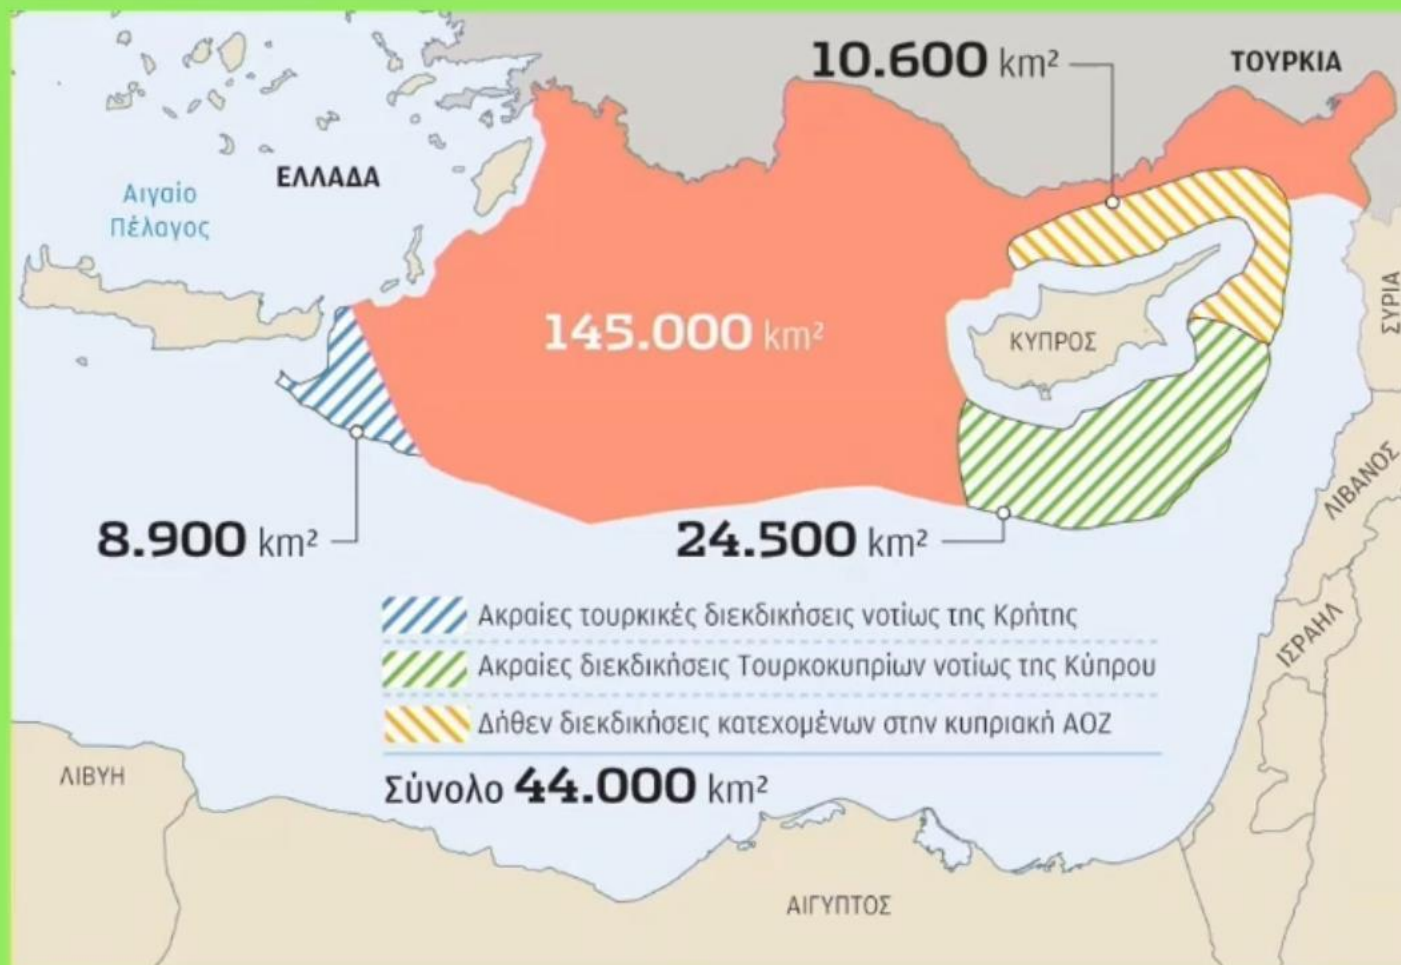 10.600 km²
ΤΟΥΡΚΙΑ
ΕΛΛΑΔΑ
Αιγαίο
Πέλαγος
145.000 km²
ΚΥΠΡΟΣ
ΣΥΡΙΑ
ΛΙΒΑΝΟΣ
8.900 km²
24.500 km²
Ακραίες τουρκικές διεκδικήσεις νοτίως της Κρήτης
Ακραίες διεκδικήσεις Τουρκοκυπρίων νοτίως της Κύπρου
Δήθεν διεκδικήσεις κατεχομένων στην κυπριακή ΑΟΖ
Σύνολο 44.000 km²
ΙΣΡΑΗΛ
ΛΙΒΥΗ
ΑΙΓΥΠΤΟΣ